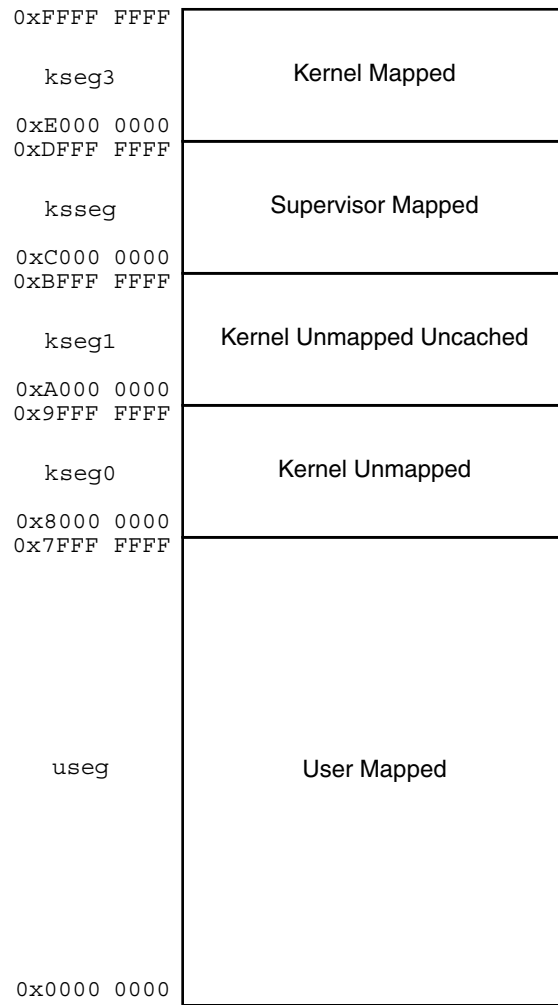 0xFFFF FFFF
kseg3
Kernel Mapped
0xE000 0000
0xDFFF FFFF
ksseg
Supervisor Mapped
0xC000 0000
0xBFFF FFFF
kseg1
Kernel Unmapped Uncached
0xA000 0000
0x9FFF FFFF
kseg0
Kernel Unmapped
0x8000 0000
0x7FFF FFFF
useg
User Mapped
0x0000 0000